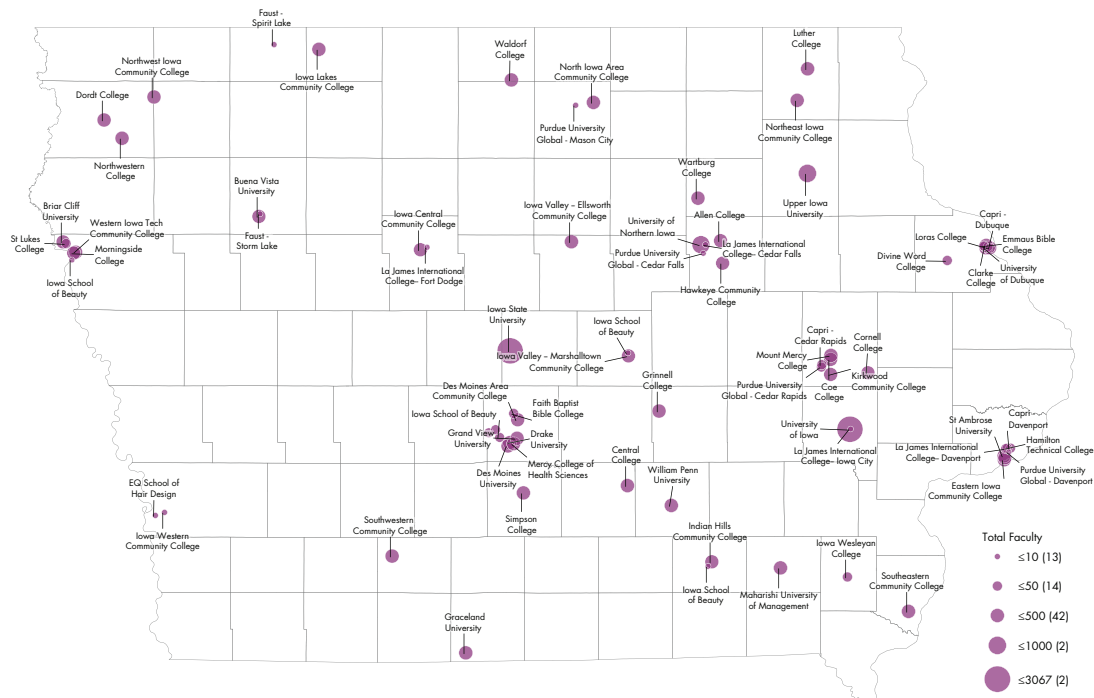 Faust -
Spirit Lake
Iowa Lakes
Community College
Northwest Iowa
Community College
Dordt College
Northwestern
College
Waldorf
College
North Iowa Area
Community College
Purdue University
Global - Mason City
Luther
College
Northeast Iowa
Community College
Upper Iowa
University
Buena Vista
University
Faust -
Storm Lake
Briar Cliff
University
St Lukes
College
Western Iowa Tech
Community College
Morningside
College
Iowa School
of Beauty
Iowa Central
Community College
La James International
College– Fort Dodge
Iowa Valley – Ellsworth
Community College
Wartburg
College
University of
Northern Iowa
Allen College
La James International
College– Cedar Falls
Purdue University
Global - Cedar Falls
Hawkeye Community
College
Capri -
Dubuque
Loras College
Emmaus Bible
College
Divine Word
College
Clarke
College
University
of Dubuque
Iowa State
University
Iowa School
of Beauty
Iowa Valley – Marshalltown
Community College
Grinnell
College
Capri -
Cedar Rapids
Cornell
College
Mount Mercy
College
Purdue University
Global - Cedar Rapids
Coe
College
Kirkwood
Community College
Des Moines Area
Community College
Faith Baptist
Bible College
Iowa School of Beauty
Grand View
University
Drake
University
Des Moines
University
Mercy College of
Health Sciences
Simpson
College
Central
College
William Penn
University
University
of Iowa
La James International
College– Iowa City
St Ambrose
University
Capri -
Davenport
Hamilton
Technical College
La James International
College– Davenport
Purdue University
Global - Davenport
Eastern Iowa
Community College
EQ School of
Hair Design
Iowa Western
Community College
Southwestern
Community College
Graceland
University
Indian Hills
Community College
Iowa School
of Beauty
Maharishi University
of Management
Iowa Wesleyan
College
Southeastern
Community College
Total Faculty
≤10 (13)
≤50 (14)
≤500 (42)
≤1000 (2)
≤3067 (2)